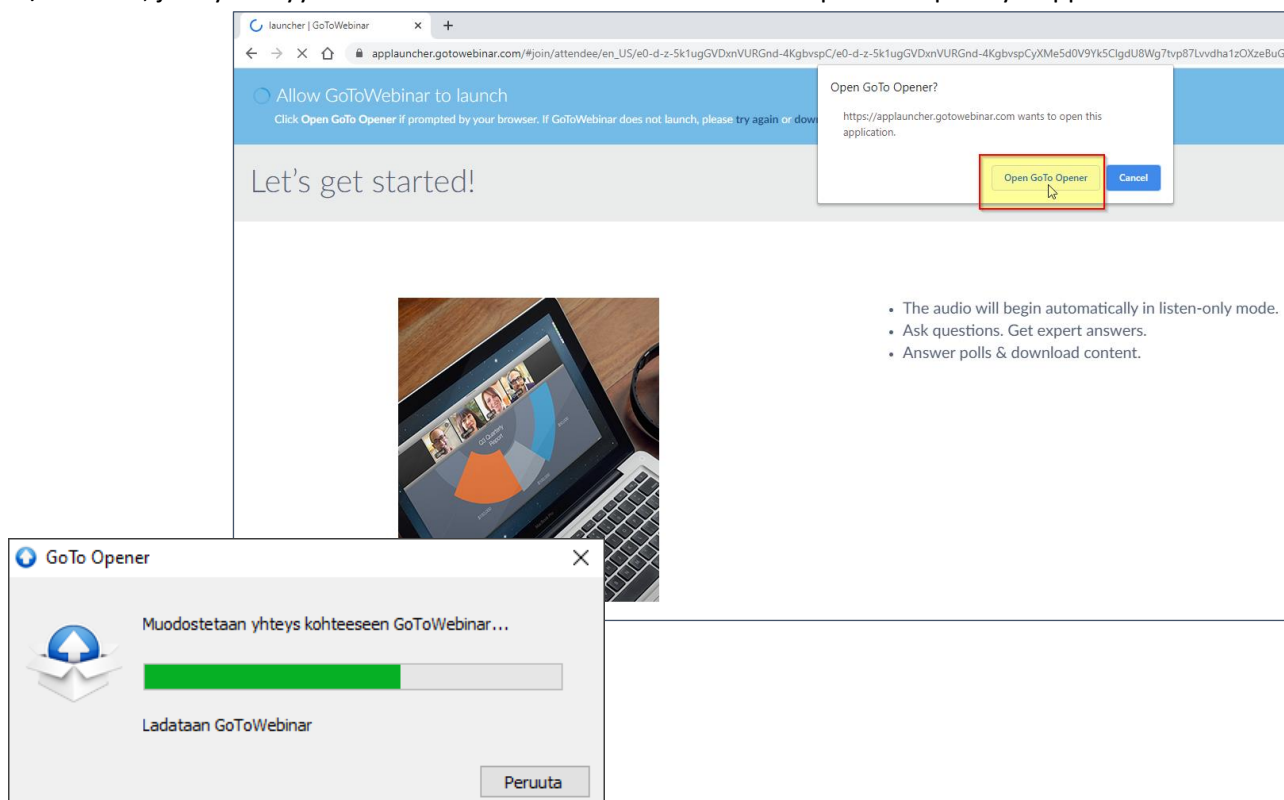 launcher | GoToWebinar
applauncher.gotowebinar.com/#join/attendee/en_US/e0-d-z-5k1ugGVDxnVURGnd-4KgbvspC/e0-d-z-5k1ugGVDxnVURGnd-4KgbvspCyXMe5d0V9Yk5ClgdU8Wg7tvp87Lvvdha1zOXzeBuG
Allow GoToWebinar to launch
Click Open GoTo Opener if prompted by your browser. If GoToWebinar does not launch, please try again or down
Open GoTo Opener?
https://applauncher.gotowebinar.com wants to open this
application.
Open GoTo Opener
Cancel
Let's get started!
• The audio will begin automatically in listen-only mode.
• Ask questions. Get expert answers.
• Answer polls & download content.
Q3 Quarterly
Report
GoTo Opener
Muodostetaan yhteys kohteeseen GoToWebinar...
Ladataan GoToWebinar
Peruuta